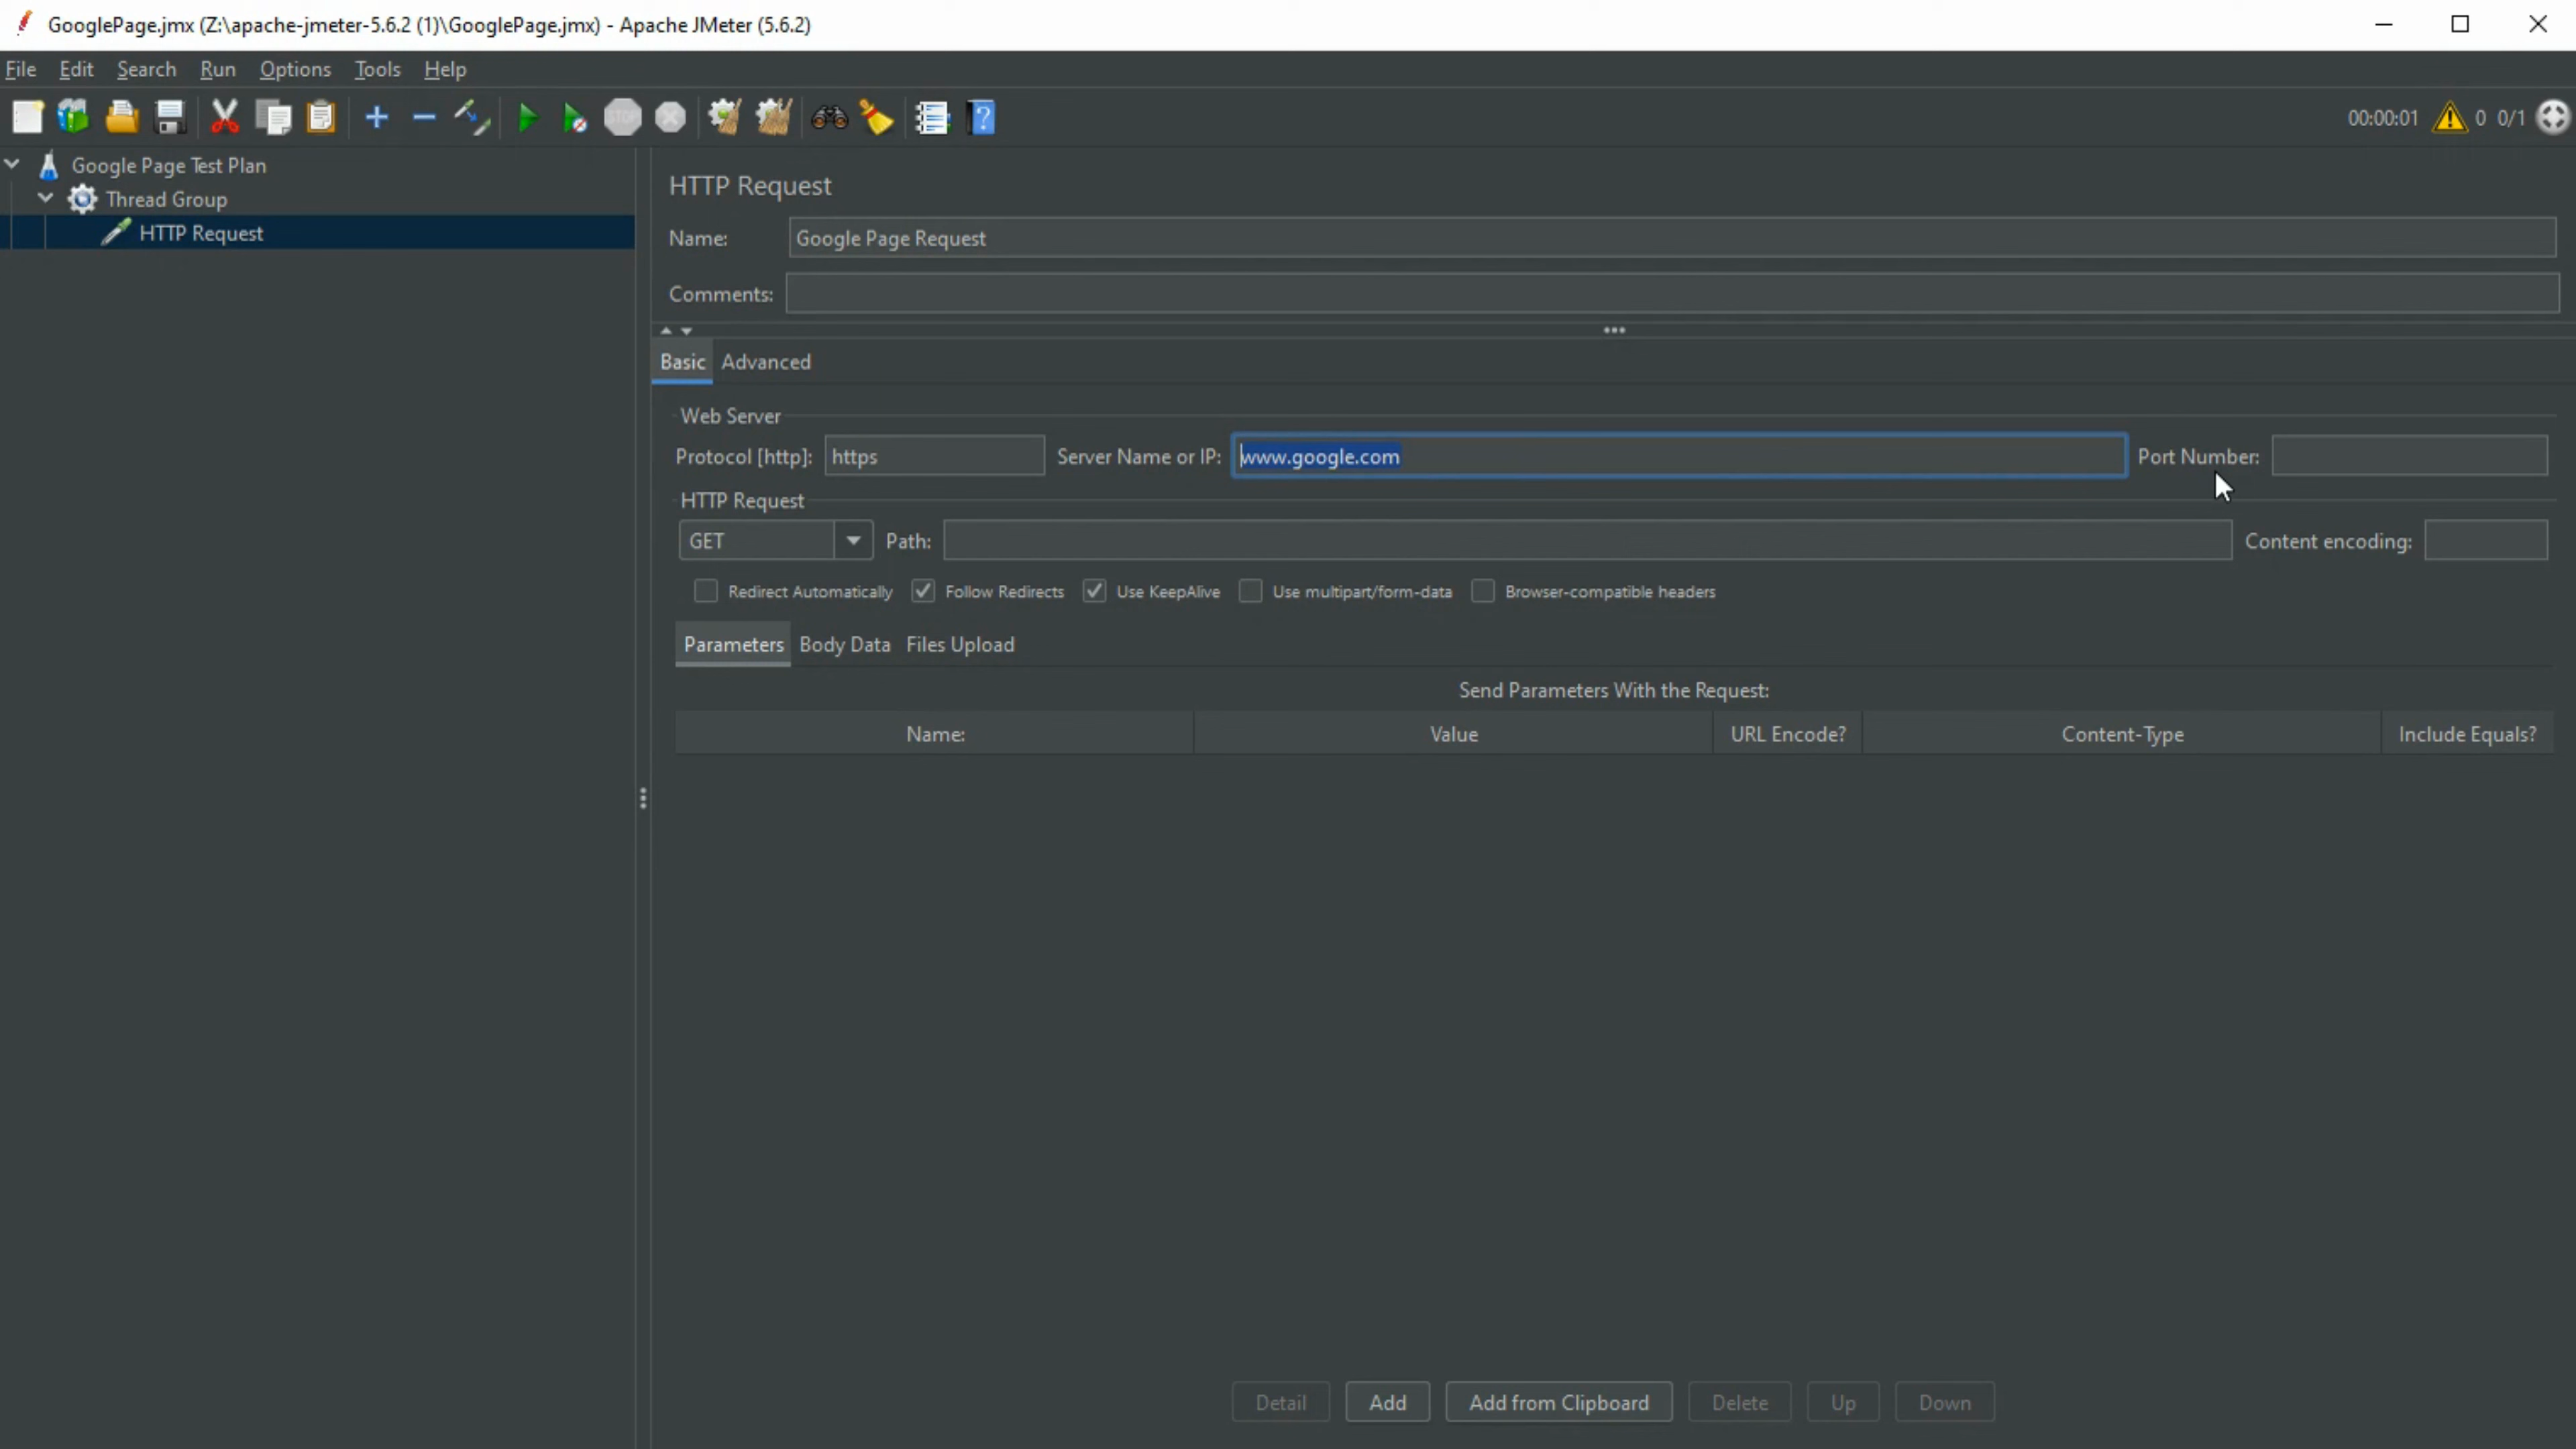 GooglePage.jmx (Z:\apache-jmeter-5.6.2 (1)\GooglePage.jmx) - Apache JMeter (5.6.2)
File Edit Search Run Options Tools Help
STOP ? 00:00:01 0 0/1
Google Page Test Plan
Thread Group
HTTP Request
HTTP Request
Name: Google Page Request
Comments:
Basic Advanced
Web Server
Protocol [http]: https Server Name or IP: www.google.com Port Number:
HTTP Request
GET Path: Content encoding:
Redirect Automatically Follow Redirects Use KeepAlive Use multipart/form-data Browser-compatible headers
Parameters Body Data Files Upload
Send Parameters With the Request:
Name: Value URL Encode? Content-Type Include Equals?
Detail Add Add from Clipboard Delete Up Down